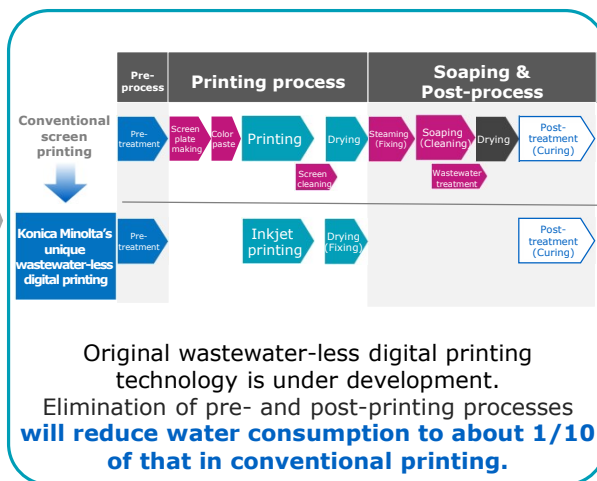 Pre-
process
Printing process
Soaping &
Post-process
Conventional
screen
printing
Pre-
treatment
Screen
plate
making
Color
paste
Printing
Drying
Screen
cleaning
Steaming
(Fixing)
Soaping
(Cleaning)
Drying
Wastewater
treatment
Post-
treatment
(Curing)
Konica Minolta's
unique
wastewater-less
digital printing
Pre-
treatment
Inkjet
printing
Drying
(Fixing)
Post-
treatment
(Curing)
Original wastewater-less digital printing
technology is under development.
Elimination of pre- and post-printing processes
will reduce water consumption to about 1/10
of that in conventional printing.